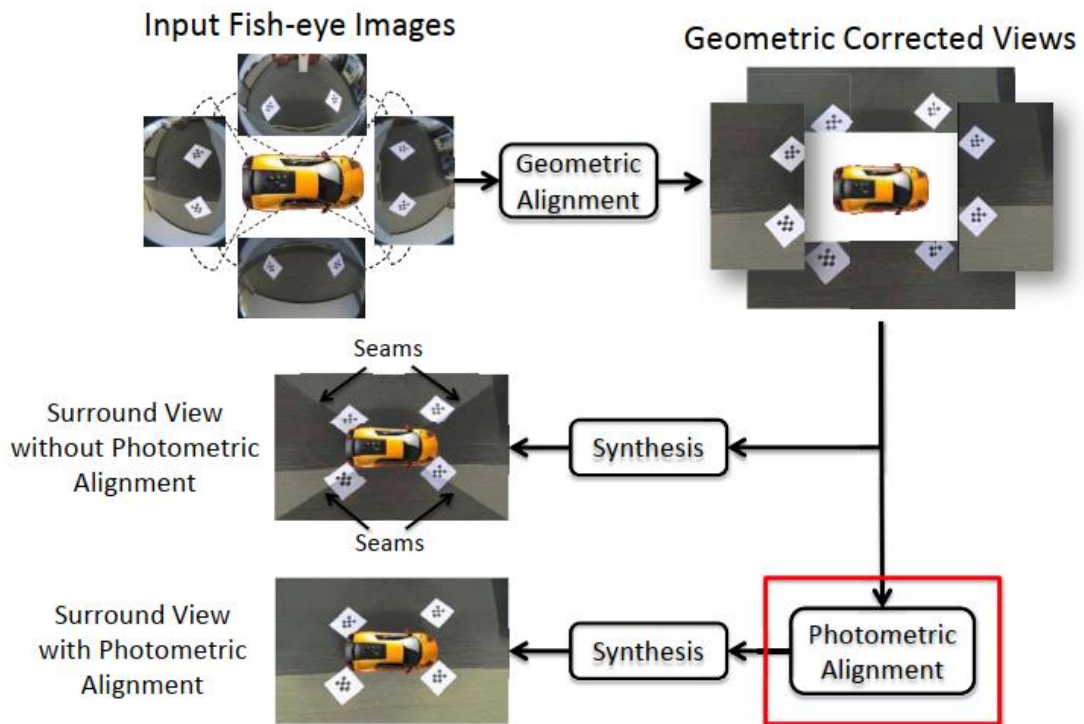 Input Fish-eye Images
Geometric Corrected Views
Geometric
Alignment
Seams
Surround View
without Photometric
Alignment
Synthesis
Seams
Surround View
with Photometric
Alignment
Synthesis
Photometric
Alignment